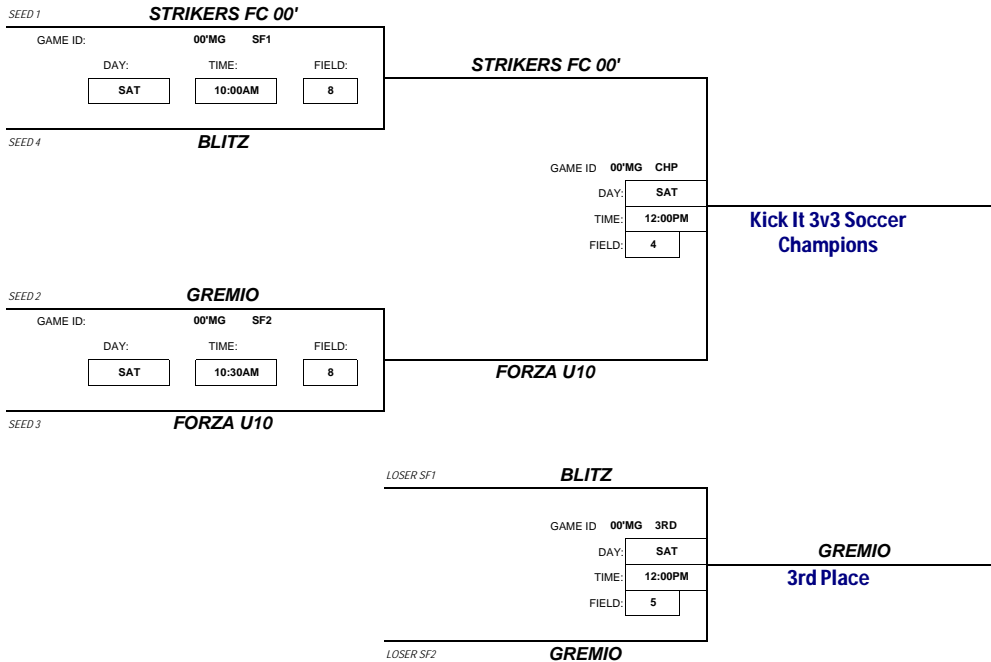 SEED 1 STRIKERS FC 00'
GAME ID: 00'MG SF1
DAY: TIME: FIELD:
SAT 10:00AM 8
SEED 4 BLITZ
STRIKERS FC 00'
GAME ID 00'MG CHP
DAY: SAT
TIME: 12:00PM
FIELD: 4
Kick It 3v3 Soccer
Champions
SEED 2 GREMIO
GAME ID: 00'MG SF2
DAY: TIME: FIELD:
SAT 10:30AM 8
SEED 3 FORZA U10
FORZA U10
LOSER SF1 BLITZ
GAME ID 00'MG 3RD
DAY: SAT
TIME: 12:00PM
FIELD: 5
LOSER SF2 GREMIO
GREMIO
3rd Place